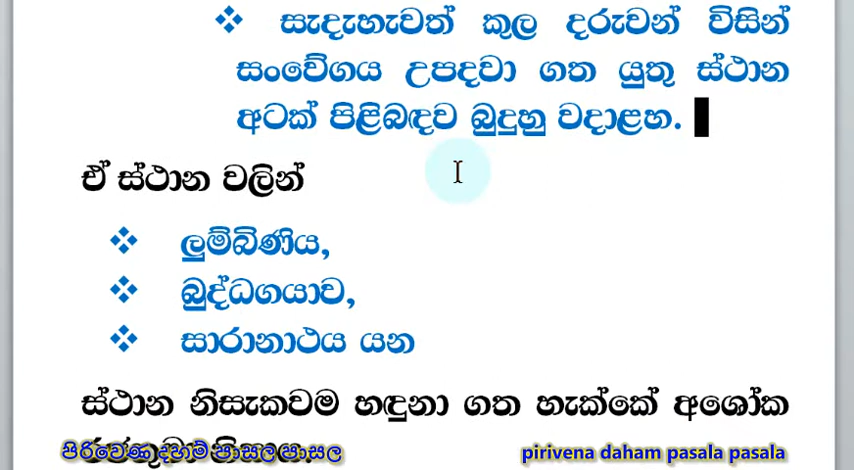 ❖ සැදැහැවත් කුල දරුවන් විසින්
සංවේගය උපදවා ගත යුතු ස්ථාන
අටක් පිළිබඳව බුදුහු වදාළහ.
ඒ ස්ථාන වලින්
❖ ලුම්බිණිය,
❖ බුද්ධගයාව,
❖ සාරානාථය යන
ස්ථාන නිසැකවම හඳුනා ගත හැක්කේ අශෝක
පිරිවෙණ දහම් පාසල පාසල
pirivena daham pasala pasala